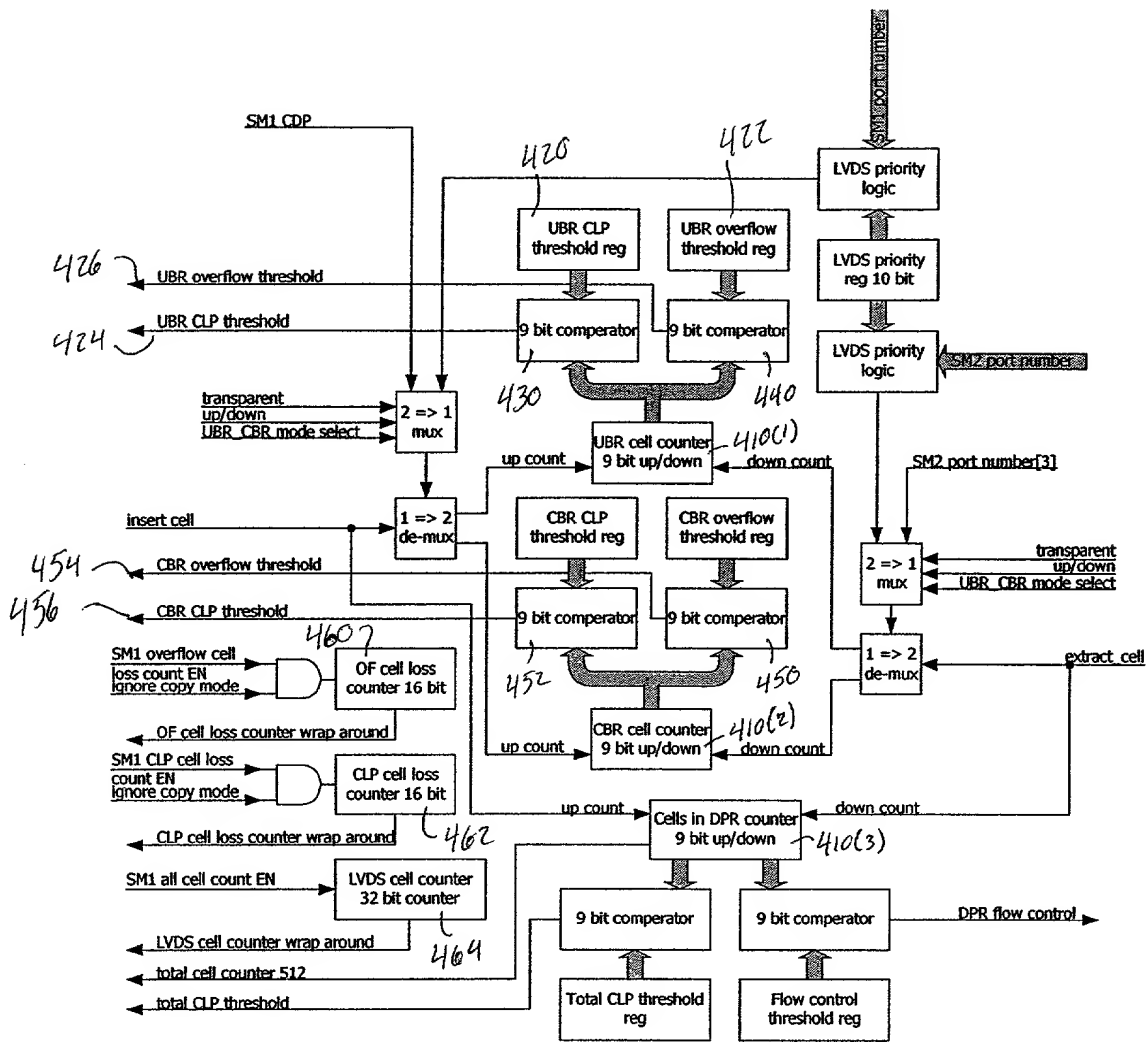 SM1 port number
SM1 CDP
420
422
LVDS priority
logic
UBR CLP
threshold reg
UBR overflow
threshold reg
LVDS priority
reg 10 bit
426
UBR overflow threshold
UBR CLP threshold
424
9 bit comperator
9 bit comperator
LVDS priority
logic
SM2 port number
430
440
transparent
up/down
UBR_CBR mode select
2 => 1
mux
UBR cell counter
9 bit up/down
410(1)
up count
down count
SM2 port number[3]
insert cell
1 => 2
de-mux
CBR CLP
threshold reg
CBR overflow
threshold reg
454
CBR overflow threshold
2 => 1
mux
transparent
up/down
UBR_CBR mode select
456
CBR CLP threshold
9 bit comperator
9 bit comperator
460
452
450
SM1 overflow cell
loss count EN
ignore copy mode
OF cell loss
counter 16 bit
1 => 2
de-mux
extract_cell
OF cell loss counter wrap around
up count
CBR cell counter
9 bit up/down
410(2)
down count
SM1 CLP cell loss
count EN
ignore copy mode
CLP cell loss
counter 16 bit
462
up count
Cells in DPR counter
9 bit up/down
410(3)
down count
CLP cell loss counter wrap around
SM1 all cell count EN
LVDS cell counter
32 bit counter
464
9 bit comperator
9 bit comperator
DPR flow control
LVDS cell counter wrap around
total cell counter 512
total CLP threshold
Total CLP threshold
reg
Flow control
threshold reg